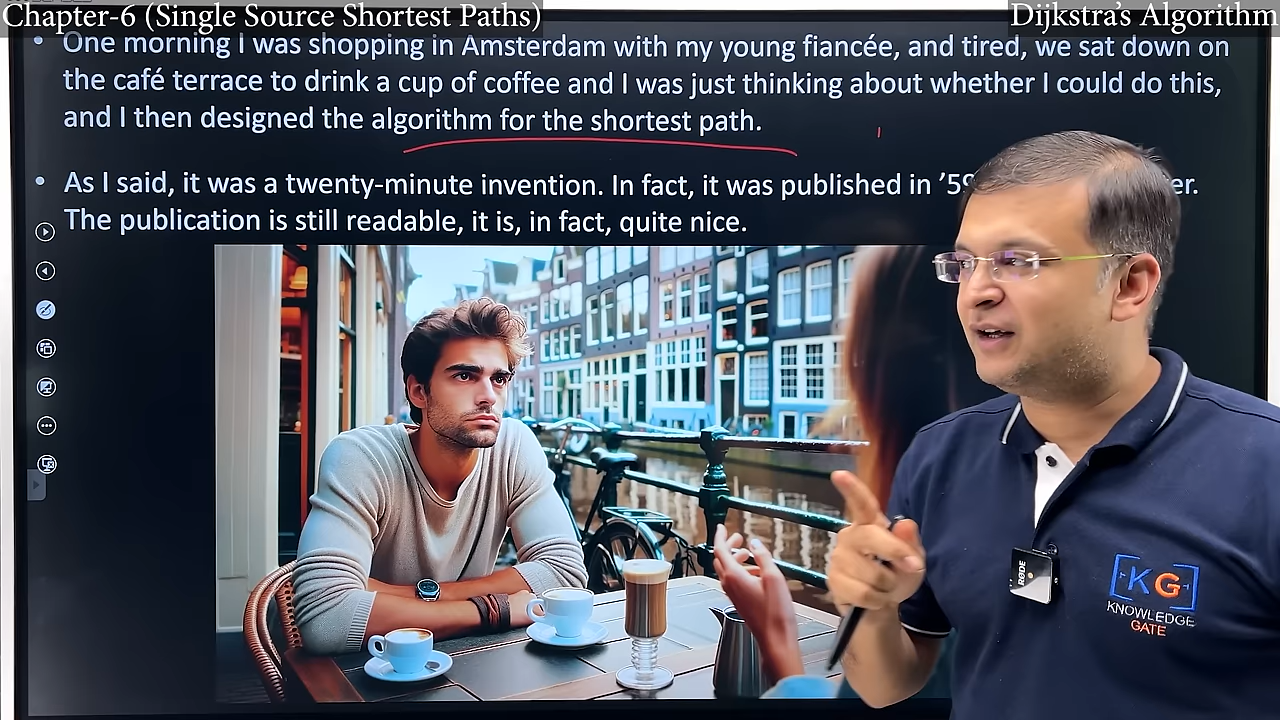 Chapter-6 (Single Source Shortest Paths)
Dijkstra's Algorithm
• One morning I was shopping in Amsterdam with my young fiancée, and tired, we sat down on
the café terrace to drink a cup of coffee and I was just thinking about whether I could do this,
and I then designed the algorithm for the shortest path.
• As I said, it was a twenty-minute invention. In fact, it was published in ’59
The publication is still readable, it is, in fact, quite nice.
RØDE
KG
KNOWLEDGE
GATE